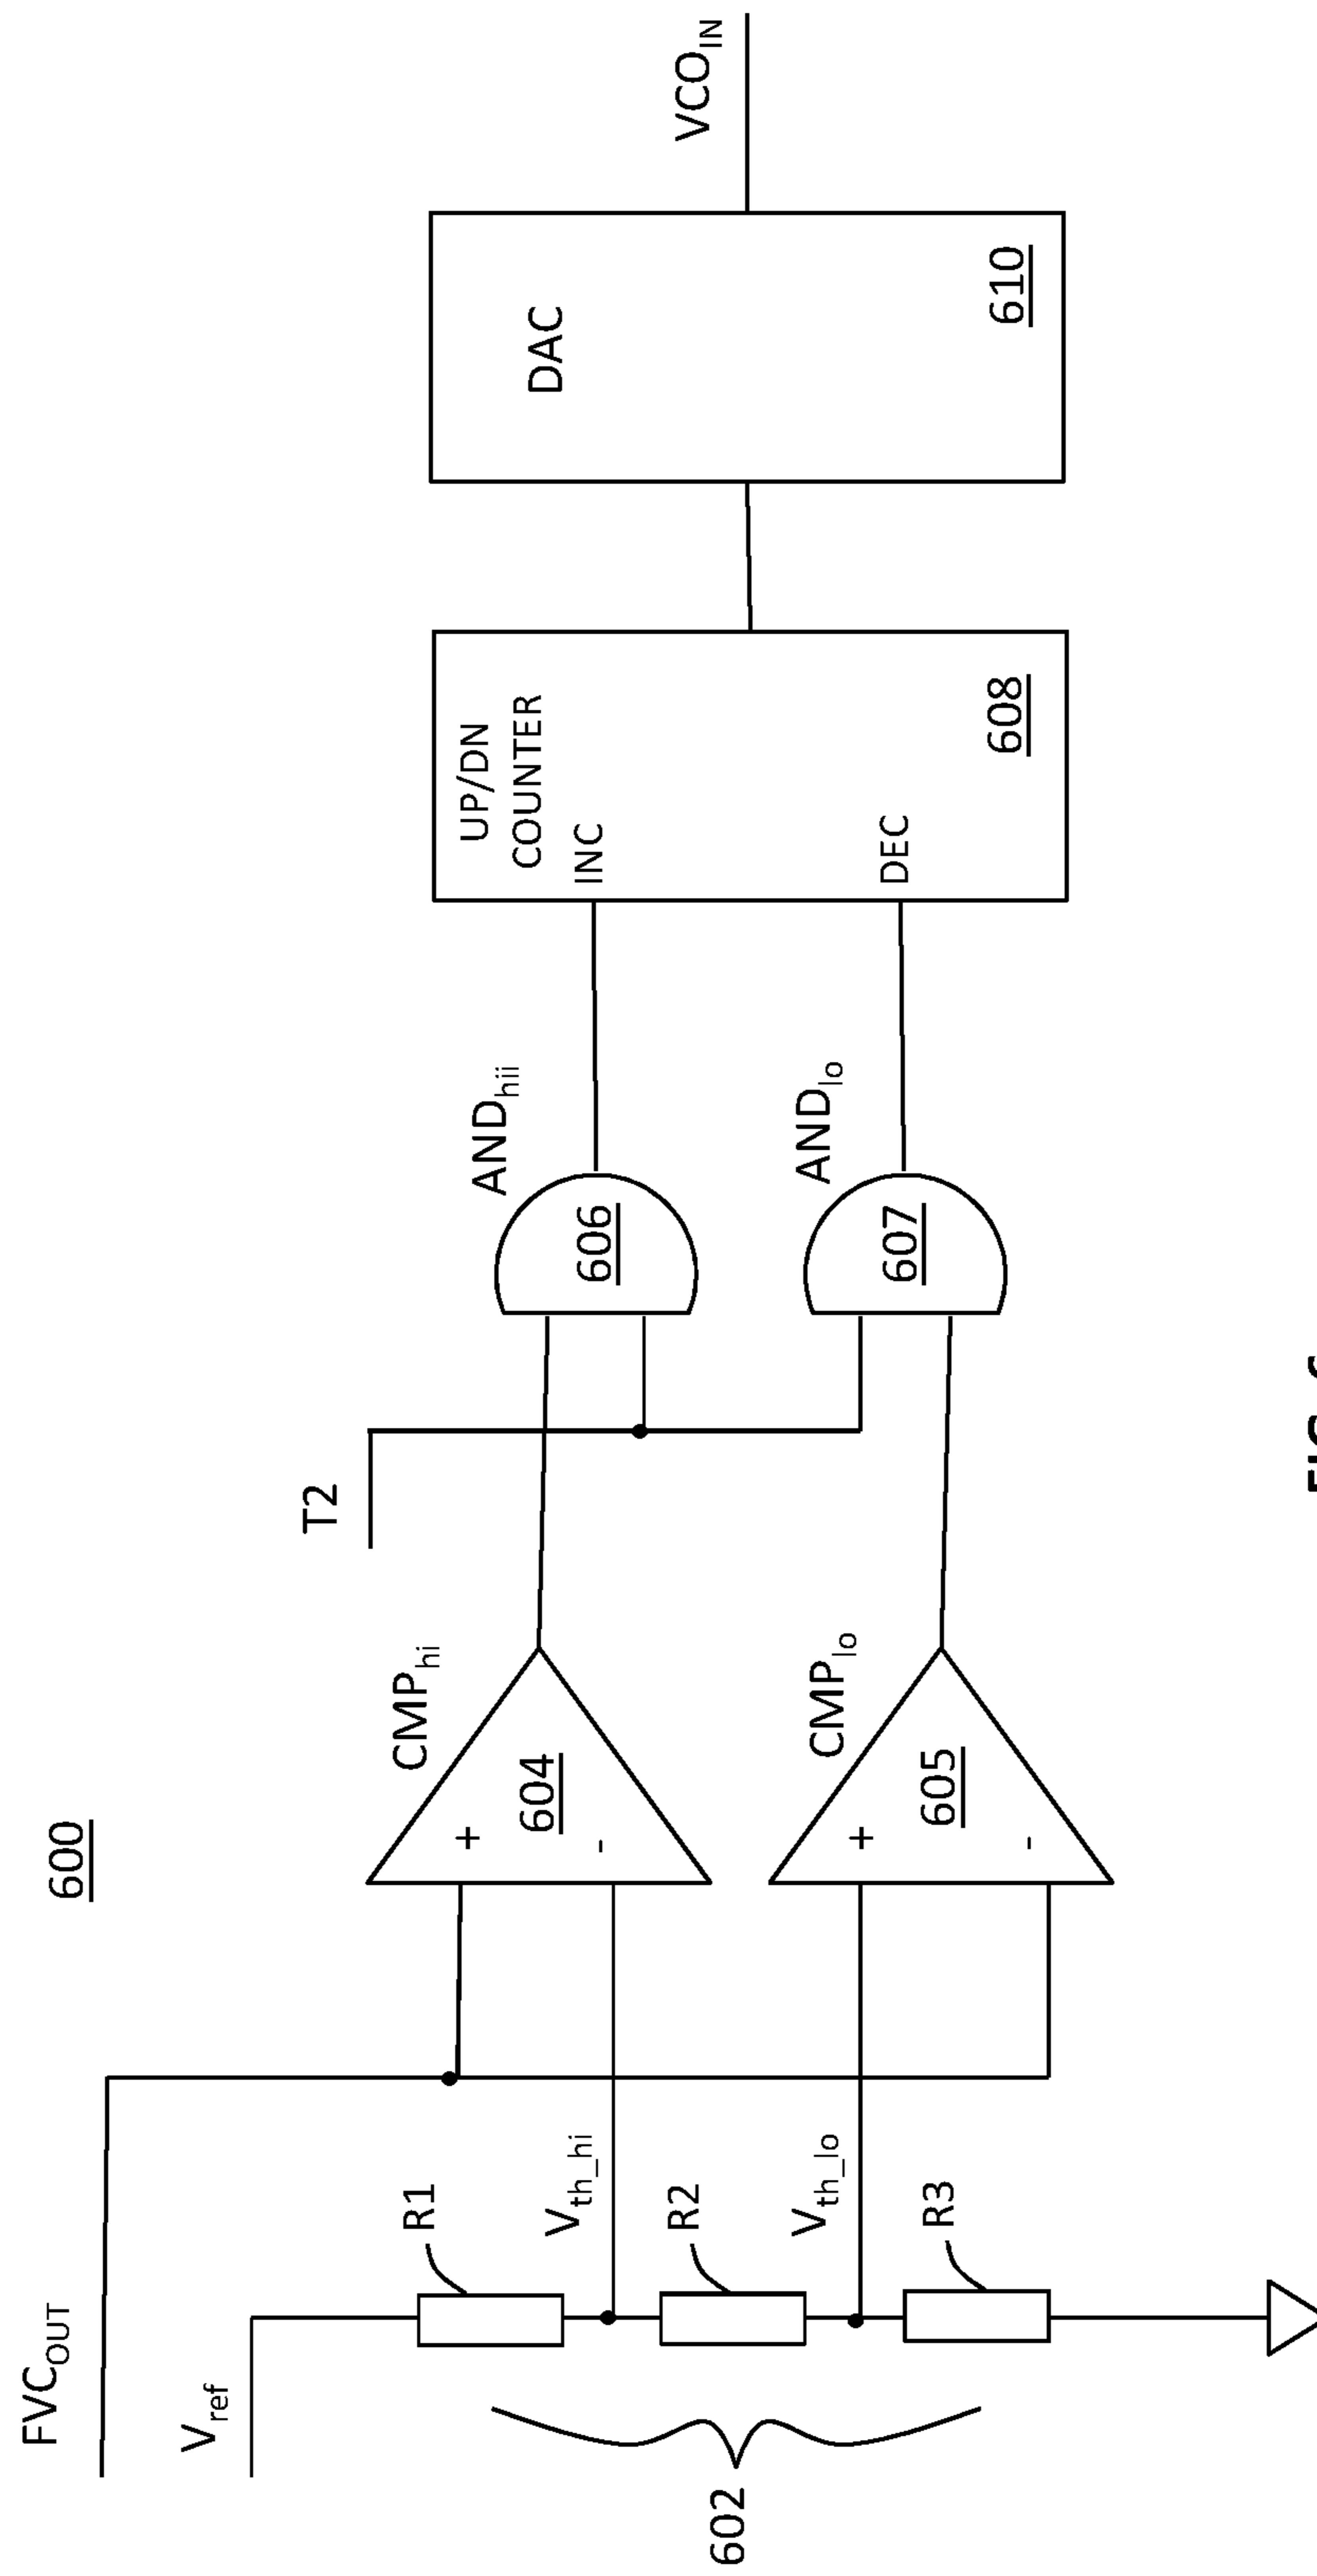 600
FVC_OUT
V_ref
602
R1
V_th_hi
R2
V_th_lo
R3
CMP_hi
+
604
-
CMP_lo
+
605
-
T2
AND_hii
606
AND_lo
607
UP/DN
COUNTER
INC
DEC
608
DAC
610
VCO_IN